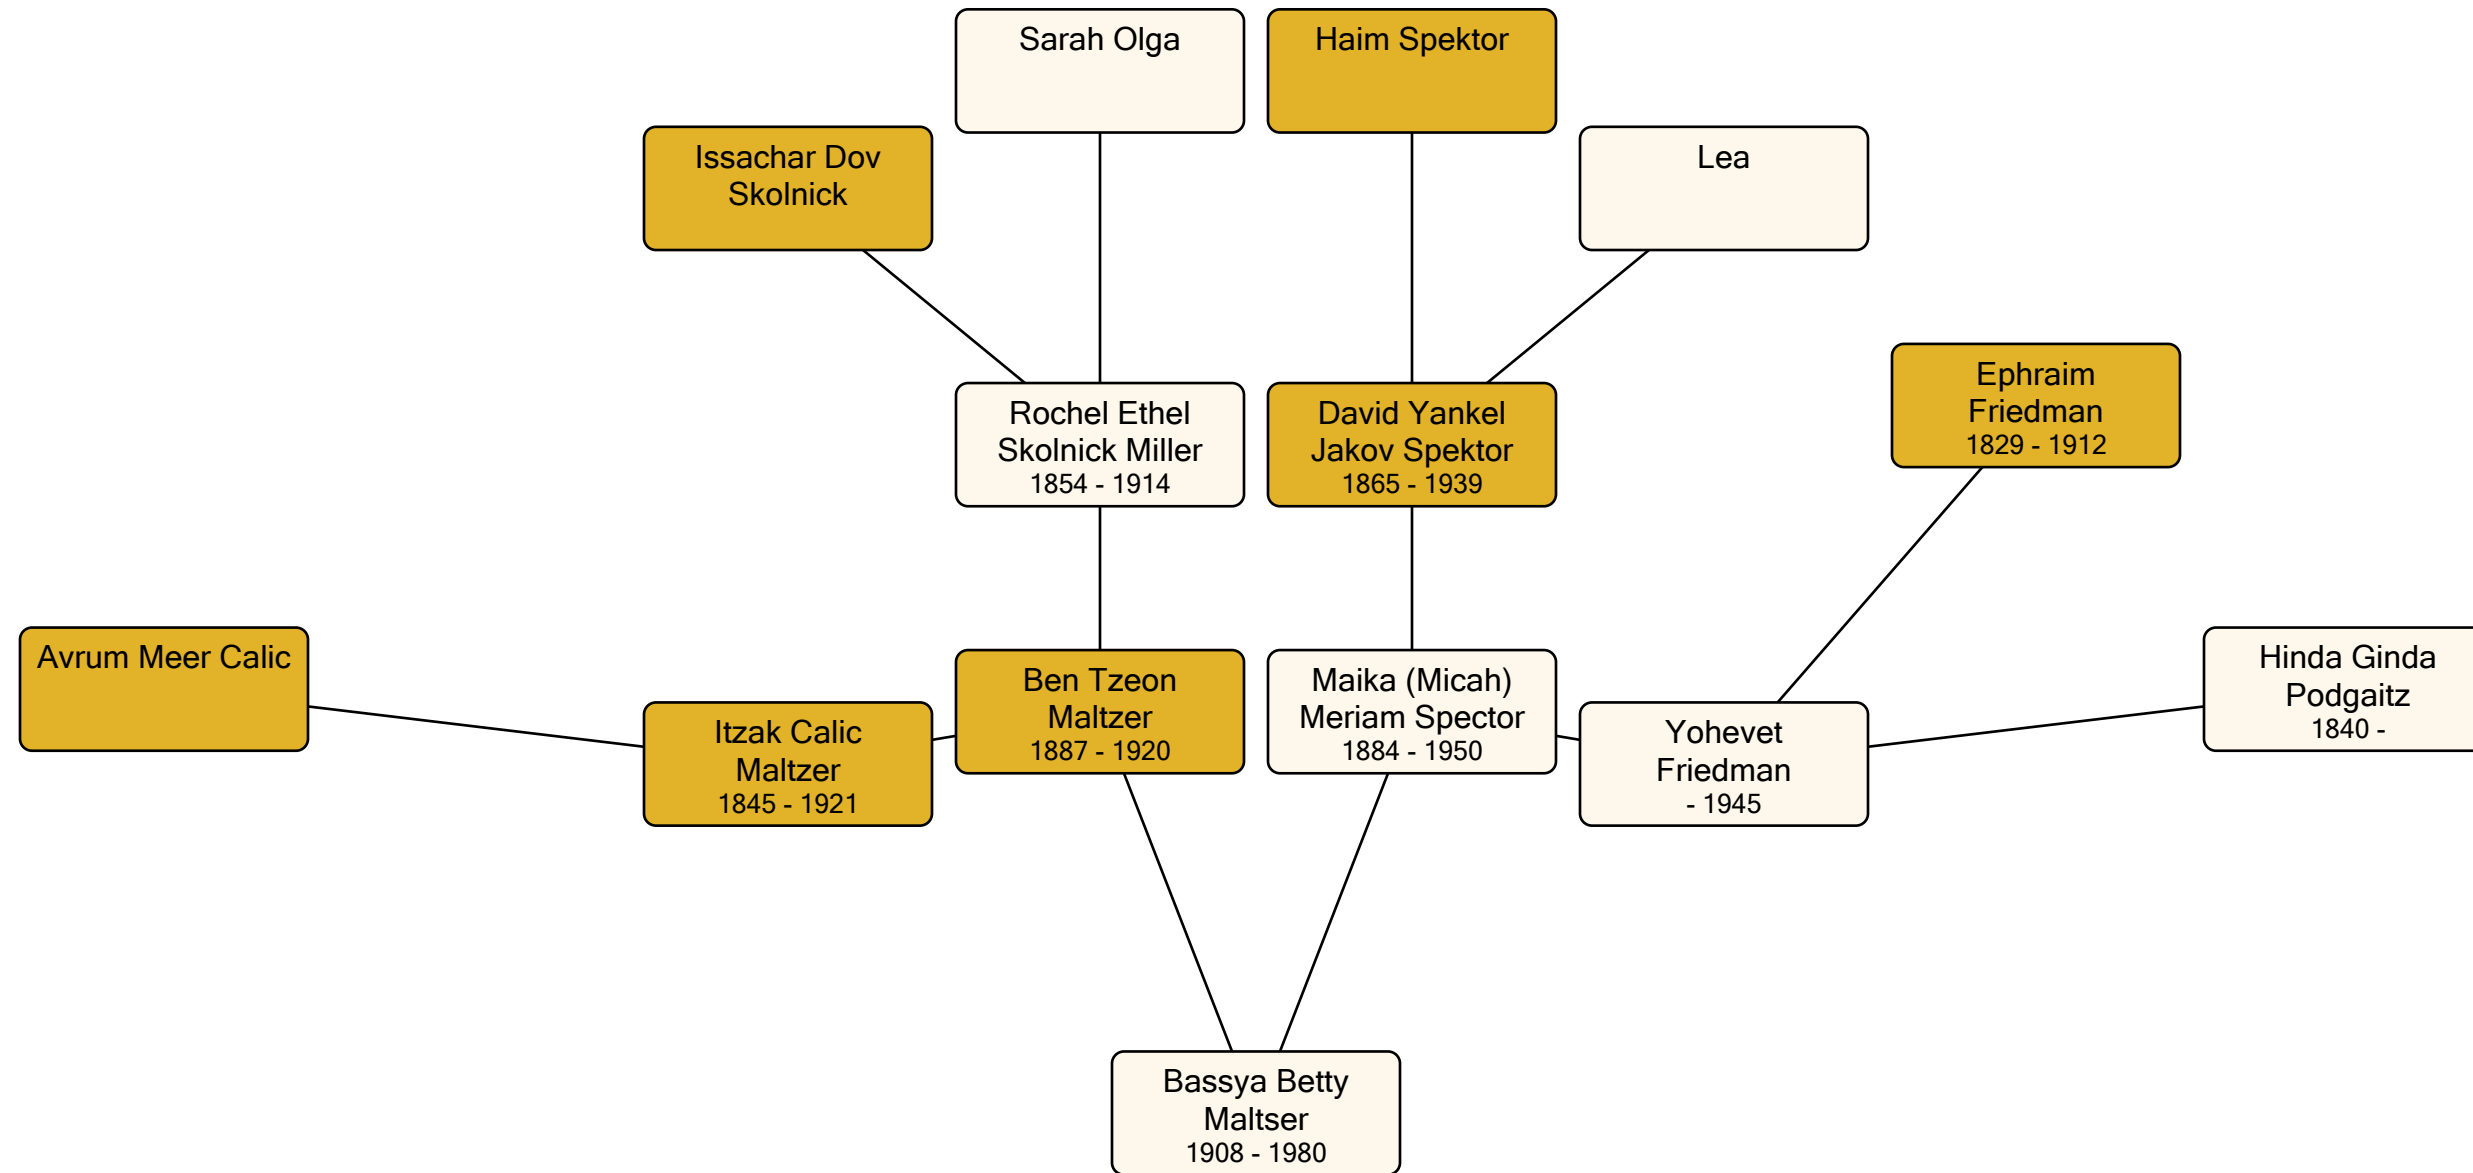 Sarah Olga
Haim Spektor
Issachar Dov
Skolnick
Lea
Rochel Ethel
Skolnick Miller
1854 - 1914
David Yankel
Jakov Spektor
1865 - 1939
Ephraim
Friedman
1829 - 1912
Avrum Meer Calic
Itzak Calic
Maltzer
1845 - 1921
Ben Tzeon
Maltzer
1887 - 1920
Maika (Micah)
Meriam Spector
1884 - 1950
Yohevet
Friedman
- 1945
Hinda Ginda
Podgaitz
1840 -
Bassya Betty
Maltser
1908 - 1980